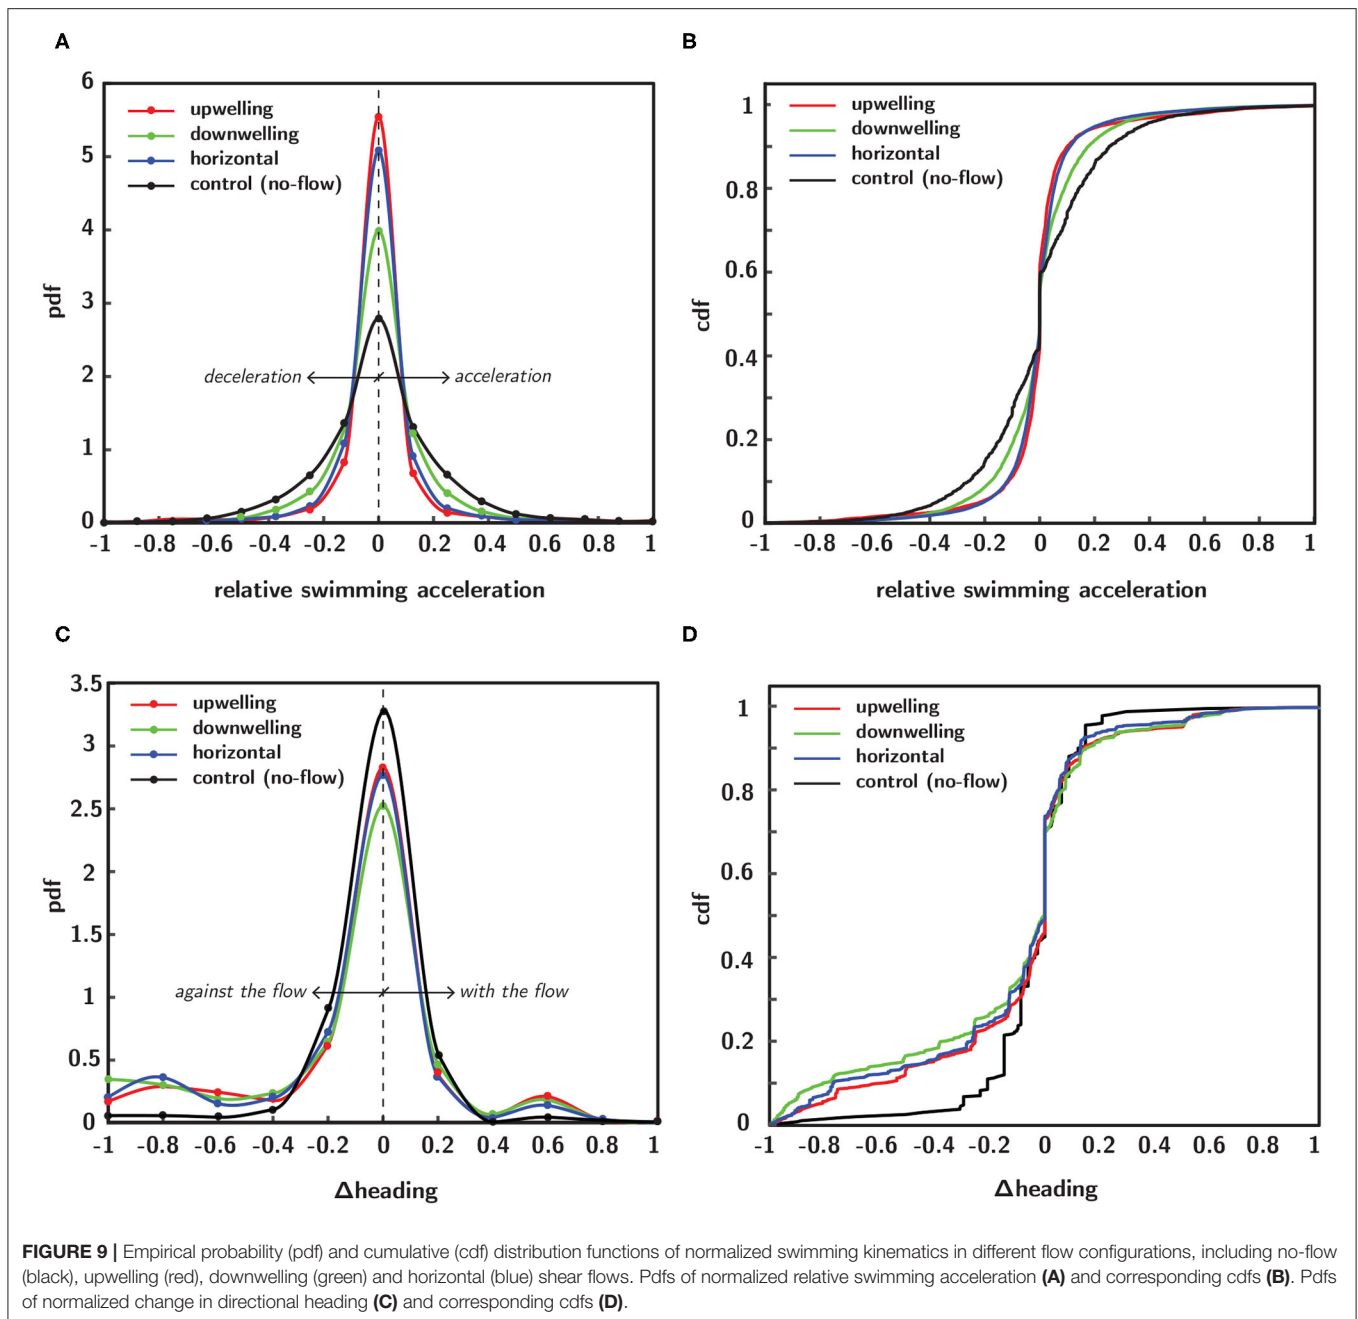 A
6
5
4
3
2
1
0
pdf
upwelling
downwelling
horizontal
control (no-flow)
deceleration
acceleration
-1 -0.8 -0.6 -0.4 -0.2 0 0.2 0.4 0.6 0.8 1
relative swimming acceleration
B
1
0.8
0.6
0.4
0.2
0
cdf
upwelling
downwelling
horizontal
control (no-flow)
-1 -0.8 -0.6 -0.4 -0.2 0 0.2 0.4 0.6 0.8 1
relative swimming acceleration
C
3.5
3
2.5
2
1.5
1
0.5
0
pdf
upwelling
downwelling
horizontal
control (no-flow)
against the flow
with the flow
-1 -0.8 -0.6 -0.4 -0.2 0 0.2 0.4 0.6 0.8 1
Δheading
D
1
0.8
0.6
0.4
0.2
0
cdf
upwelling
downwelling
horizontal
control (no-flow)
-1 -0.8 -0.6 -0.4 -0.2 0 0.2 0.4 0.6 0.8 1
Δheading
FIGURE 9 | Empirical probability (pdf) and cumulative (cdf) distribution functions of normalized swimming kinematics in different flow configurations, including no-flow
(black), upwelling (red), downwelling (green) and horizontal (blue) shear flows. Pdfs of normalized relative swimming acceleration (A) and corresponding cdfs (B). Pdfs
of normalized change in directional heading (C) and corresponding cdfs (D).